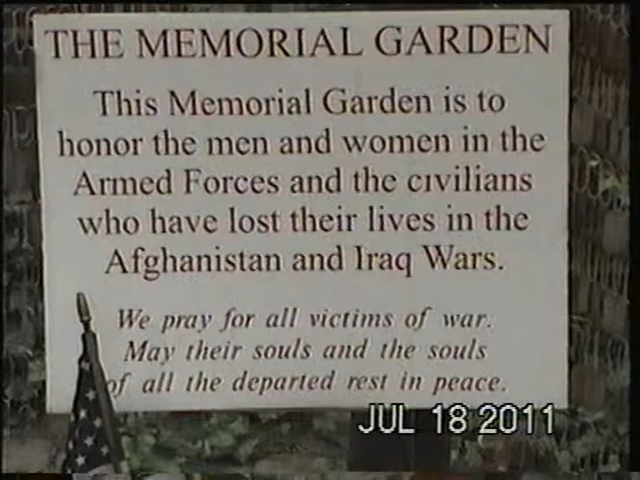 THE MEMORIAL GARDEN
This Memorial Garden is to
honor the men and women in the
Armed Forces and the civilians
who have lost their lives in the
Afghanistan and Iraq Wars.
We pray for all victims of war.
May their souls and the souls
of all the departed rest in peace.
JUL 18 2011